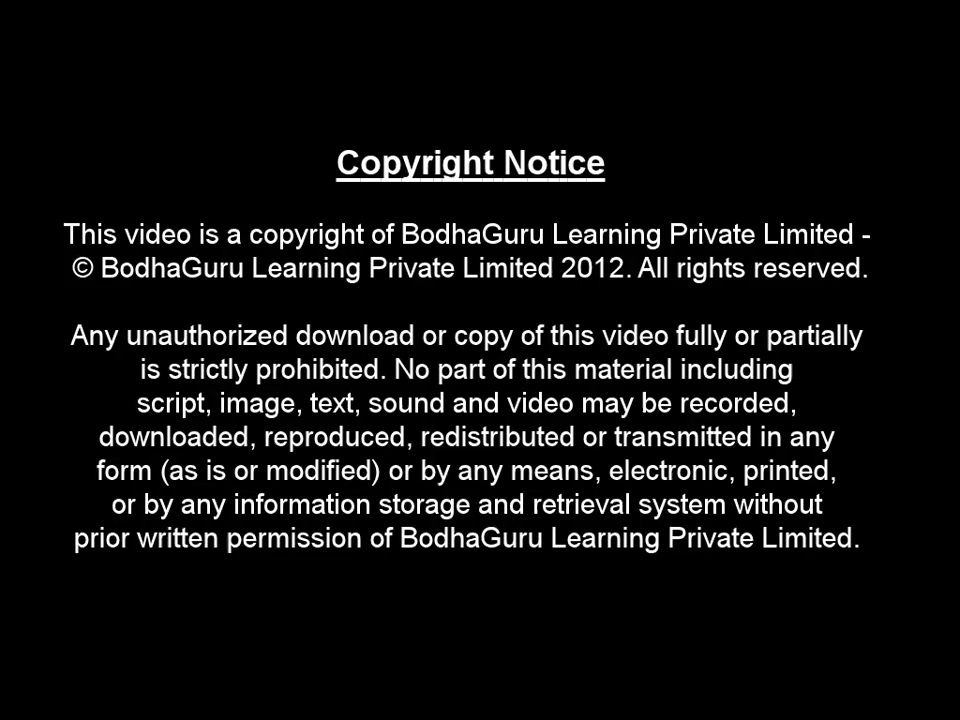 Copyright Notice
This video is a copyright of BodhaGuru Learning Private Limited -
© BodhaGuru Learning Private Limited 2012. All rights reserved.
Any unauthorized download or copy of this video fully or partially
is strictly prohibited. No part of this material including
script, image, text, sound and video may be recorded,
downloaded, reproduced, redistributed or transmitted in any
form (as is or modified) or by any means, electronic, printed,
or by any information storage and retrieval system without
prior written permission of BodhaGuru Learning Private Limited.